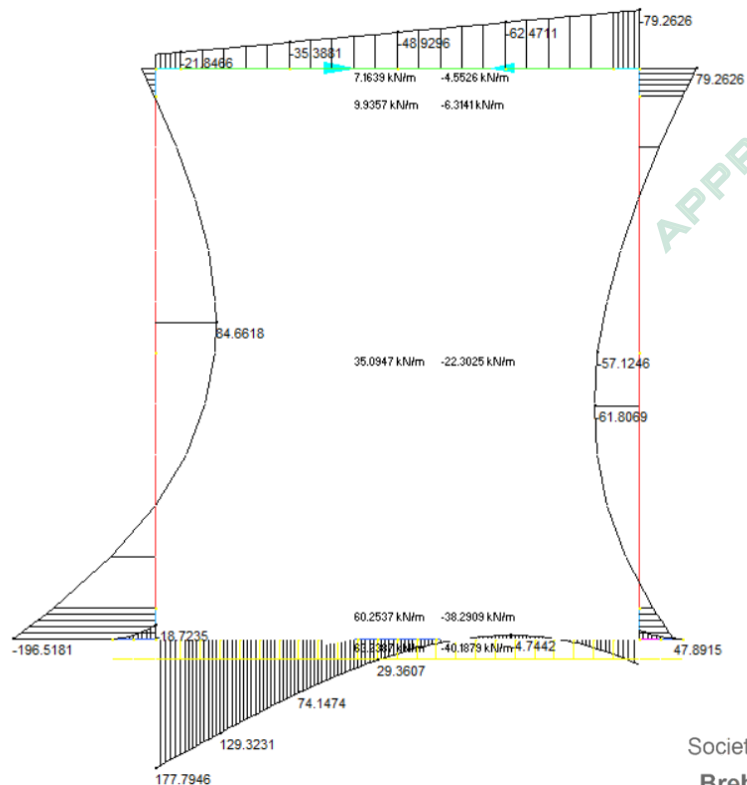 -79.2626
-62.4711
-48.9296
-35.3881
-21.8466
7.1639 kN/m -4.5526 kN/m
79.2626
9.9357 kN/m -6.3141 kN/m
APPR
84.6618
35.0947 kN/m -22.3025 kN/m
-57.1246
-61.8069
60.2537 kN/m -38.2909 kN/m
18.7235
-196.5181
-40.1879 kN/m
-4.7442
47.8915
29.3607
74.1474
129.3231
177.7946
Societ
Breb